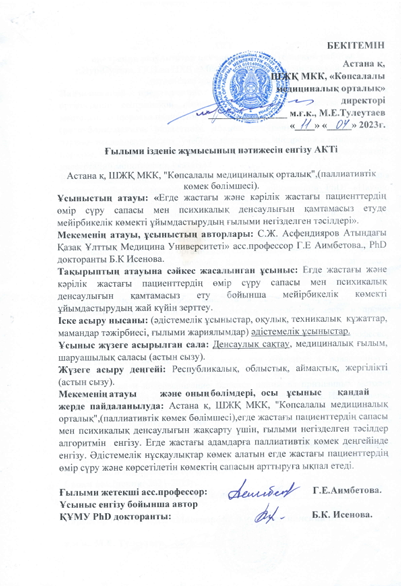 БЕКІТЕМІН
Астана қ,
ШЖҚ МКК, «Көпсалалы
медициналық орталық»
директоры
м.ғ.к., М.Е.Тулеутаев
«11» «04» 2023г.
Ғылыми ізденіс жұмысының нәтижесін енгізу АКТі
Астана қ, ШЖҚ МКК, "Көпсалалы медициналық орталық",(паллиативтік
көмек бөлімшесі).
Ұсыныстың атауы: «Егде жастағы және кәрілік жастағы пациенттердің
өмір сүру сапасы мен психикалық денсаулығын қамтамасыз етуде
мейірбикелік көмекті ұйымдастырудың ғылыми негізделген тәсілдері».
Мекеменің атауы, ұсыныстың авторлары: С.Ж. Асфендияров Атындағы
Қазақ Ұлттық Медицина Университеті» асс.профессор Г.Е Аимбетова., PhD
докторанты Б.К Исенова.
Тақырыптың атауына сәйкес жасалынған ұсыныс: Егде жастағы және
кәрілік жастағы пациенттердің өмір сүру сапасы мен психикалық
денсаулығын қамтамасыз ету бойынша мейірбикелік көмекті
ұйымдастырудың жай күйін зерттеу.
Іске асыру нысаны: (әдістемелік ұсыныстар, оқулық, техникалық құжаттар,
мамандар тәжірбиесі, ғылыми жариялымдар) әдістемелік ұсыныстар.
Ұсыныс жүзеге асырылған сала: Денсаулық сақтау, медициналық ғылым,
шаруашылық саласы (астын сызу).
Жүзеге асыру деңгейі: Республикалық, облыстық, аймақтық, жергілікті
(астын сызу).
Мекеменің атауы және оның бөлімдері, осы ұсыныс қандай
жерде пайдаланылуда: Астана қ, ШЖҚ МКК, "Көпсалалы медициналық
орталық",(паллиативтік көмек бөлімшесі),егде жастағы пациенттердің сапасы
мен психикалық денсаулығын жақсарту үшін, ғылыми негізделген тәсілдер
алгоритмін енгізу. Егде жастағы адамдарға паллиативтік көмек деңгейінде
енгізу. Әдістемелік нұсқаулықтар көмек алатын егде жастағы пациенттердің
өмір сүру және көрсетілетін көмектің сапасын арттыруға ықпал етеді.
Ғылыми жетекші асс.профессор: Г.Е.Аимбетова.
Ұсыныс енгізу бойынша автор
ҚҰМУ PhD докторанты: Б.К. Исенова.